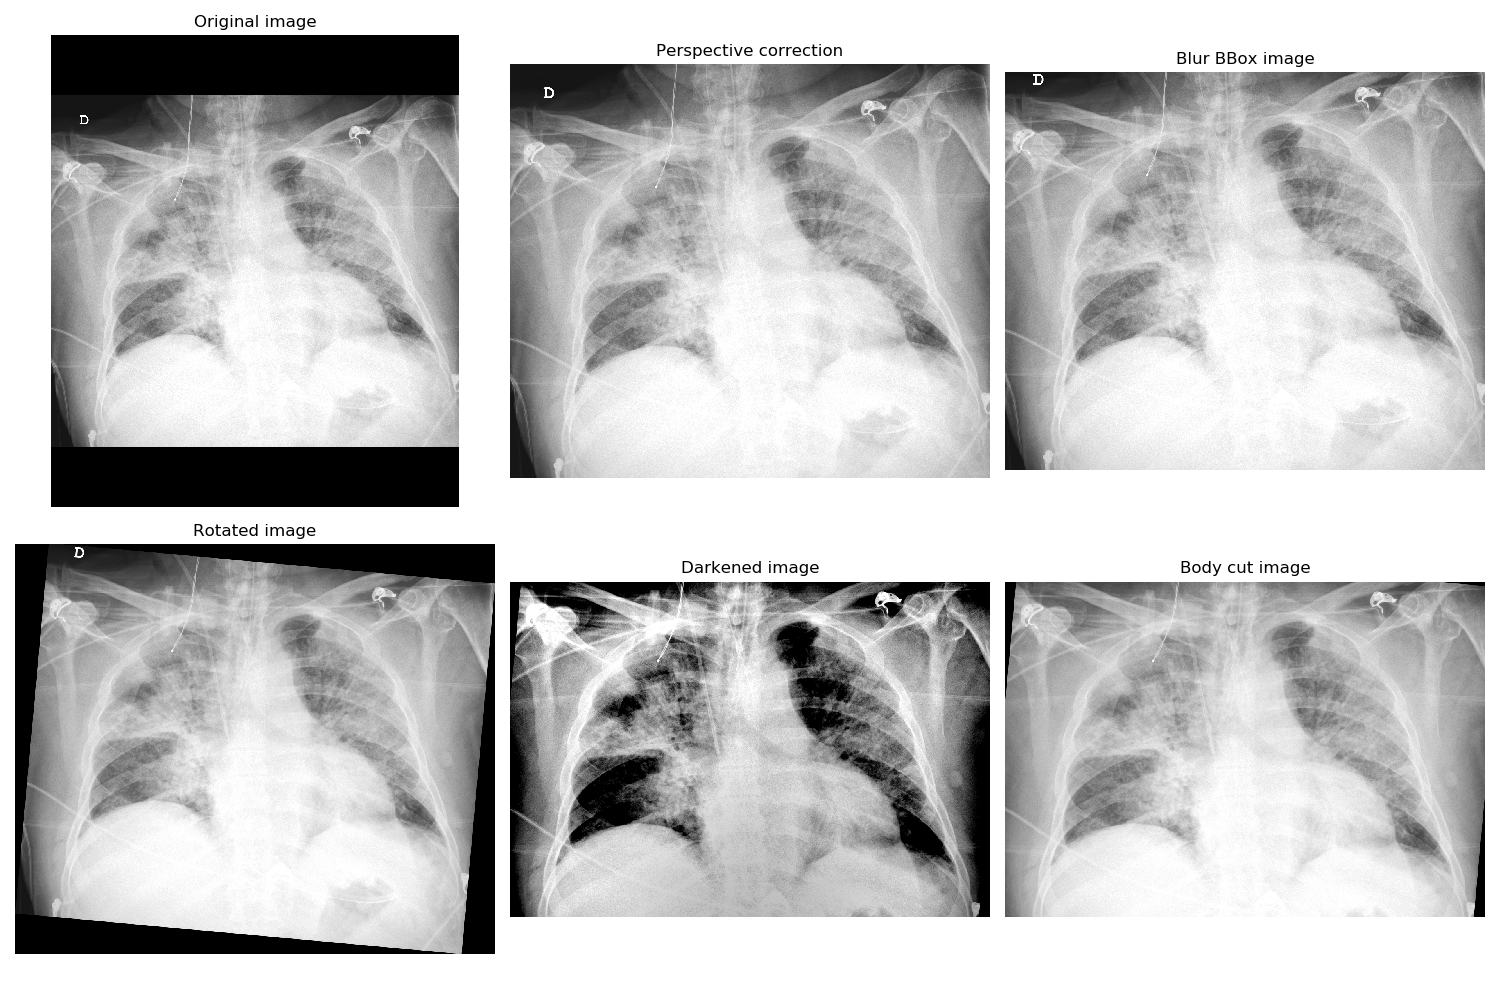 Original image
D
Perspective correction
D
Blur BBox image
D
Rotated image
D
Darkened image
Body cut image